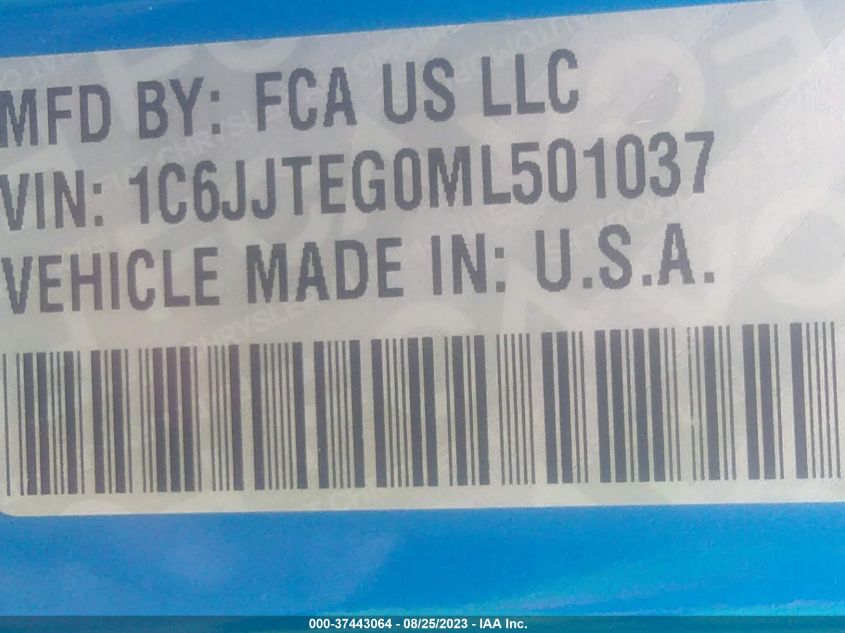 MFD BY: FCA US LLC
VIN: 1C6JJTEG0ML501037
VEHICLE MADE IN: U.S.A.
000-37443064 - 08/25/2023 - IAA Inc.